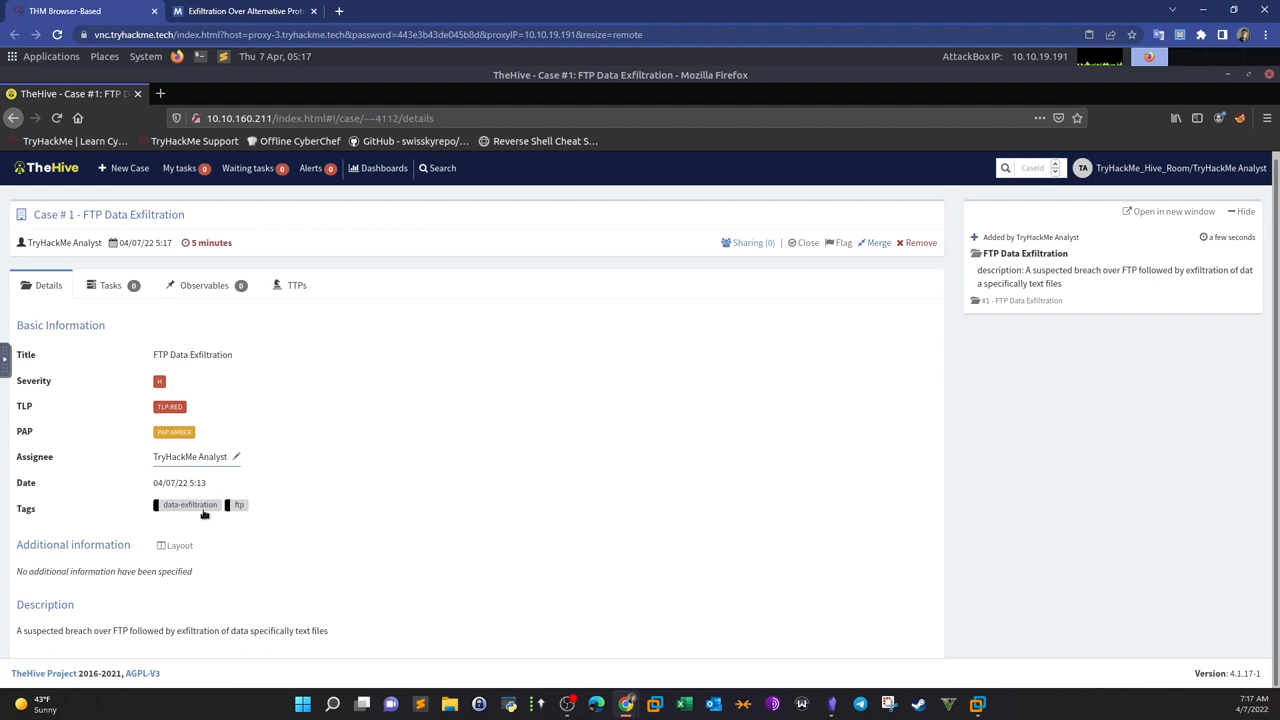 THM Browser-Based
Exfiltration Over Alternative Prot
vnc.tryhackme.tech/index.html?host=proxy-3.tryhackme.tech&password=443e3b43de045b8d&proxyIP=10.10.19.191&resize=remote
Applications Places System Thu 7 Apr, 05:17 AttackBox IP: 10.10.19.191
TheHive - Case #1: FTP Data Exfiltration - Mozilla Firefox
TheHive - Case #1: FTP D
10.10.160.211/index.html#!/case/~~4112/details
TryHackMe | Learn Cy… TryHackMe Support Offline CyberChef GitHub - swisskyrepo/… Reverse Shell Cheat S…
TheHive + New Case My tasks 0 Waiting tasks 0 Alerts 0 Dashboards Search CaseId TA TryHackMe_Hive_Room/TryHackMe Analyst
Case # 1 - FTP Data Exfiltration
TryHackMe Analyst 04/07/22 5:17 5 minutes Sharing (0) | Close Flag Merge Remove
Details Tasks 0 Observables 0 TTPs
Basic Information
Title FTP Data Exfiltration
Severity H
TLP TLP:RED
PAP PAP:AMBER
Assignee TryHackMe Analyst
Date 04/07/22 5:13
Tags data-exfiltration ftp
Additional information Layout
No additional information have been specified
Description
A suspected breach over FTP followed by exfiltration of data specifically text files
Open in new window Hide
Added by TryHackMe Analyst a few seconds
FTP Data Exfiltration
description: A suspected breach over FTP followed by exfiltration of dat
a specifically text files
#1 - FTP Data Exfiltration
TheHive Project 2016-2021, AGPL-V3 Version: 4.1.17-1
43°F
Sunny
7:17 AM
4/7/2022